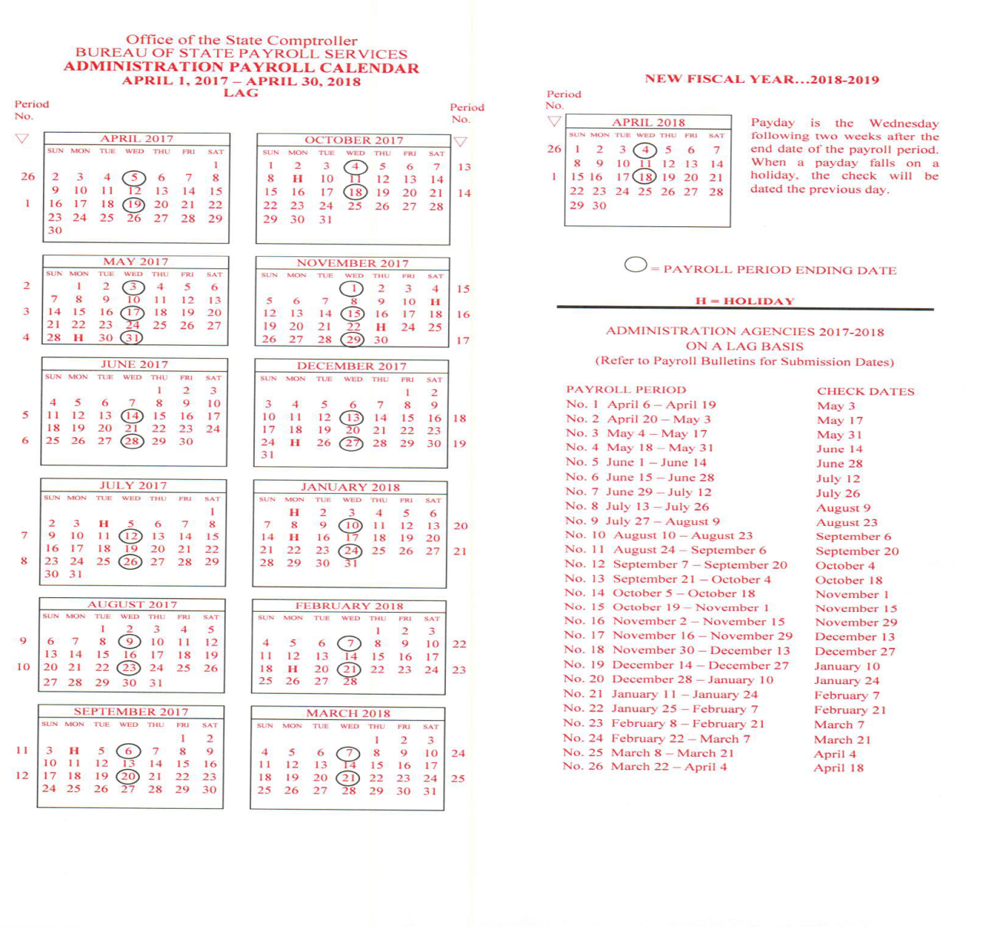 Office of the State Comptroller
BUREAU OF STATE PAYROLL SERVICES
ADMINISTRATION PAYROLL CALENDAR
APRIL 1, 2017 – APRIL 30, 2018
LAG
Period
No.
APRIL 2017
SUN MON TUE WED THU FRI SAT
1
26 2 3 4 5 6 7 8
9 10 11 12 13 14 15
1 16 17 18 19 20 21 22
23 24 25 26 27 28 29
30
MAY 2017
SUN MON TUE WED THU FRI SAT
2 1 2 3 4 5 6
7 8 9 10 11 12 13
3 14 15 16 17 18 19 20
21 22 23 24 25 26 27
4 28 H 30 31
JUNE 2017
SUN MON TUE WED THU FRI SAT
1 2 3
4 5 6 7 8 9 10
5 11 12 13 14 15 16 17
18 19 20 21 22 23 24
6 25 26 27 28 29 30
JULY 2017
SUN MON TUE WED THU FRI SAT
1
2 3 H 5 6 7 8
7 9 10 11 12 13 14 15
16 17 18 19 20 21 22
8 23 24 25 26 27 28 29
30 31
AUGUST 2017
SUN MON TUE WED THU FRI SAT
1 2 3 4 5
9 6 7 8 9 10 11 12
13 14 15 16 17 18 19
10 20 21 22 23 24 25 26
27 28 29 30 31
SEPTEMBER 2017
SUN MON TUE WED THU FRI SAT
1 2
11 3 H 5 6 7 8 9
10 11 12 13 14 15 16
12 17 18 19 20 21 22 23
24 25 26 27 28 29 30
Period
No.
OCTOBER 2017
SUN MON TUE WED THU FRI SAT
1 2 3 4 5 6 7 13
8 H 10 11 12 13 14
15 16 17 18 19 20 21 14
22 23 24 25 26 27 28
29 30 31
NOVEMBER 2017
SUN MON TUE WED THU FRI SAT
1 2 3 4 15
5 6 7 8 9 10 H
12 13 14 15 16 17 18 16
19 20 21 22 H 24 25
26 27 28 29 30 17
DECEMBER 2017
SUN MON TUE WED THU FRI SAT
1 2
3 4 5 6 7 8 9
10 11 12 13 14 15 16 18
17 18 19 20 21 22 23
24 H 26 27 28 29 30 19
31
JANUARY 2018
SUN MON TUE WED THU FRI SAT
H 2 3 4 5 6
7 8 9 10 11 12 13 20
14 H 16 17 18 19 20
21 22 23 24 25 26 27 21
28 29 30 31
FEBRUARY 2018
SUN MON TUE WED THU FRI SAT
1 2 3
4 5 6 7 8 9 10 22
11 12 13 14 15 16 17
18 H 20 21 22 23 24 23
25 26 27 28
MARCH 2018
SUN MON TUE WED THU FRI SAT
1 2 3
4 5 6 7 8 9 10 24
11 12 13 14 15 16 17
18 19 20 21 22 23 24 25
25 26 27 28 29 30 31
NEW FISCAL YEAR...2018-2019
Period
No.
APRIL 2018
SUN MON TUE WED THU FRI SAT
26 1 2 3 4 5 6 7
8 9 10 11 12 13 14
1 15 16 17 18 19 20 21
22 23 24 25 26 27 28
29 30
Payday is the Wednesday
following two weeks after the
end date of the payroll period.
When a payday falls on a
holiday, the check will be
dated the previous day.
= PAYROLL PERIOD ENDING DATE
H = HOLIDAY
ADMINISTRATION AGENCIES 2017-2018
ON A LAG BASIS
(Refer to Payroll Bulletins for Submission Dates)
PAYROLL PERIOD CHECK DATES
No. 1 April 6 – April 19 May 3
No. 2 April 20 – May 3 May 17
No. 3 May 4 – May 17 May 31
No. 4 May 18 – May 31 June 14
No. 5 June 1 – June 14 June 28
No. 6 June 15 – June 28 July 12
No. 7 June 29 – July 12 July 26
No. 8 July 13 – July 26 August 9
No. 9 July 27 – August 9 August 23
No. 10 August 10 – August 23 September 6
No. 11 August 24 – September 6 September 20
No. 12 September 7 – September 20 October 4
No. 13 September 21 – October 4 October 18
No. 14 October 5 – October 18 November 1
No. 15 October 19 – November 1 November 15
No. 16 November 2 – November 15 November 29
No. 17 November 16 – November 29 December 13
No. 18 November 30 – December 13 December 27
No. 19 December 14 – December 27 January 10
No. 20 December 28 – January 10 January 24
No. 21 January 11 – January 24 February 7
No. 22 January 25 – February 7 February 21
No. 23 February 8 – February 21 March 7
No. 24 February 22 – March 7 March 21
No. 25 March 8 – March 21 April 4
No. 26 March 22 – April 4 April 18